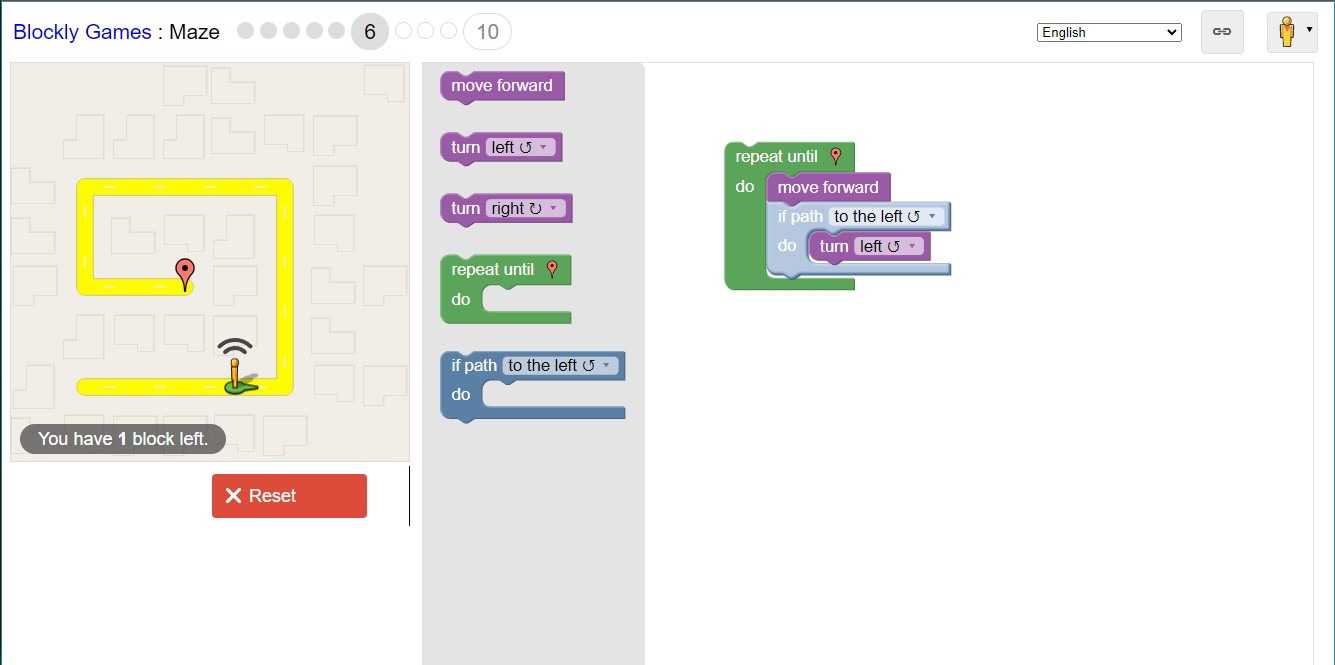 Blockly Games : Maze 6 10 English
move forward
turn left ↺
turn right ↻
repeat until
do
if path to the left ↺
do
repeat until
do move forward
if path to the left ↺
do turn left ↺
You have 1 block left.
Reset